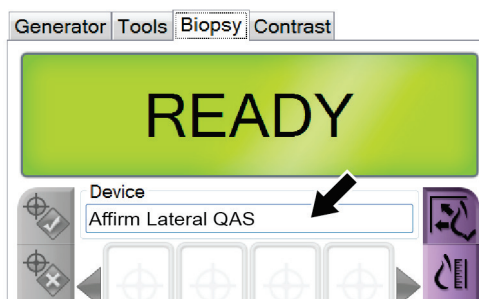 Generator Tools Biopsy Contrast
READY
Device
Affirm Lateral QAS